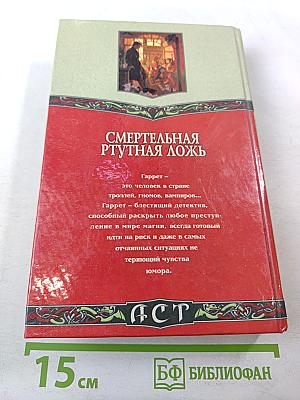 СМЕРТЕЛЬНАЯ
РТУТНАЯ ЛОЖЬ
Гаррет –
это человек в стране
троллей, гномов, вампиров...
Гаррет – блестящий детектив,
способный раскрыть любое преступ-
ление в мире магии, всегда готовый
идти на риск и даже в самых
отчаянных ситуациях не
теряющий чувства
юмора.
АСТ
15 см
БФ БИБЛИОФАН